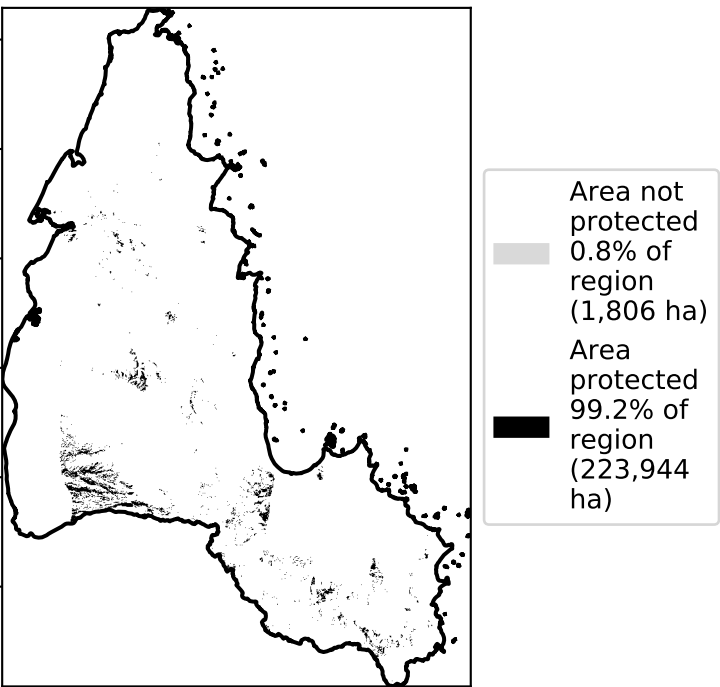 Area not
protected
0.8% of
region
(1,806 ha)
Area
protected
99.2% of
region
(223,944
ha)